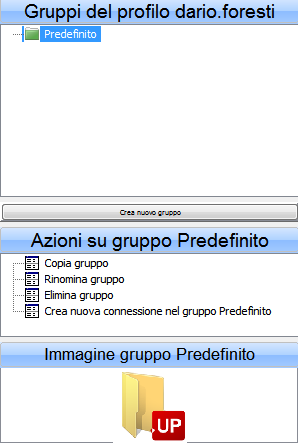 Gruppi del profilo dario.foresti
Predefinito
Crea nuovo gruppo
Azioni su gruppo Predefinito
Copia gruppo
Rinomina gruppo
Elimina gruppo
Crea nuova connessione nel gruppo Predefinito
Immagine gruppo Predefinito
.UP